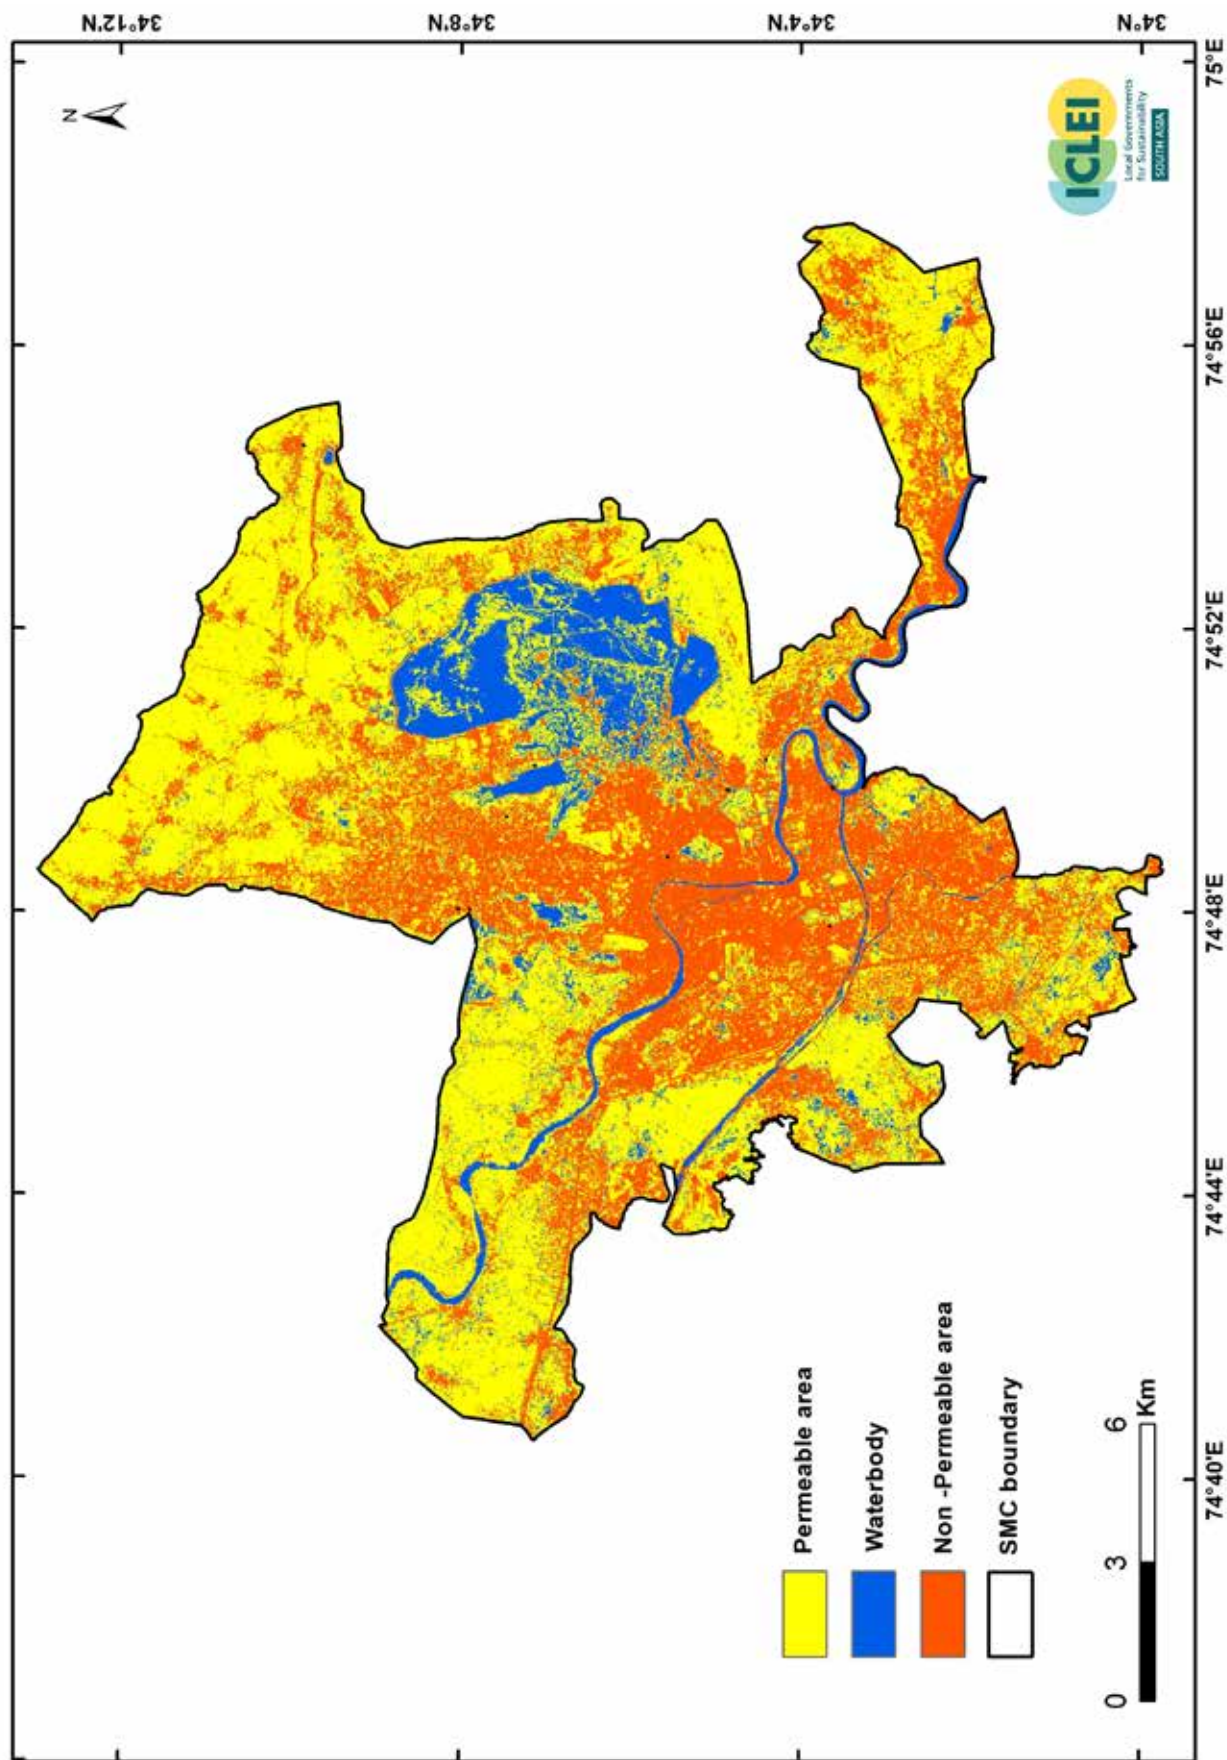 N
34°12'N
34°8'N
34°4'N
34°N
Permeable area
Waterbody
Non -Permeable area
SMC boundary
0 3 6
Km
ICLEI
Local Governments
for Sustainability
SOUTH ASIA
74°40'E 74°44'E 74°48'E 74°52'E 74°56'E 75°E